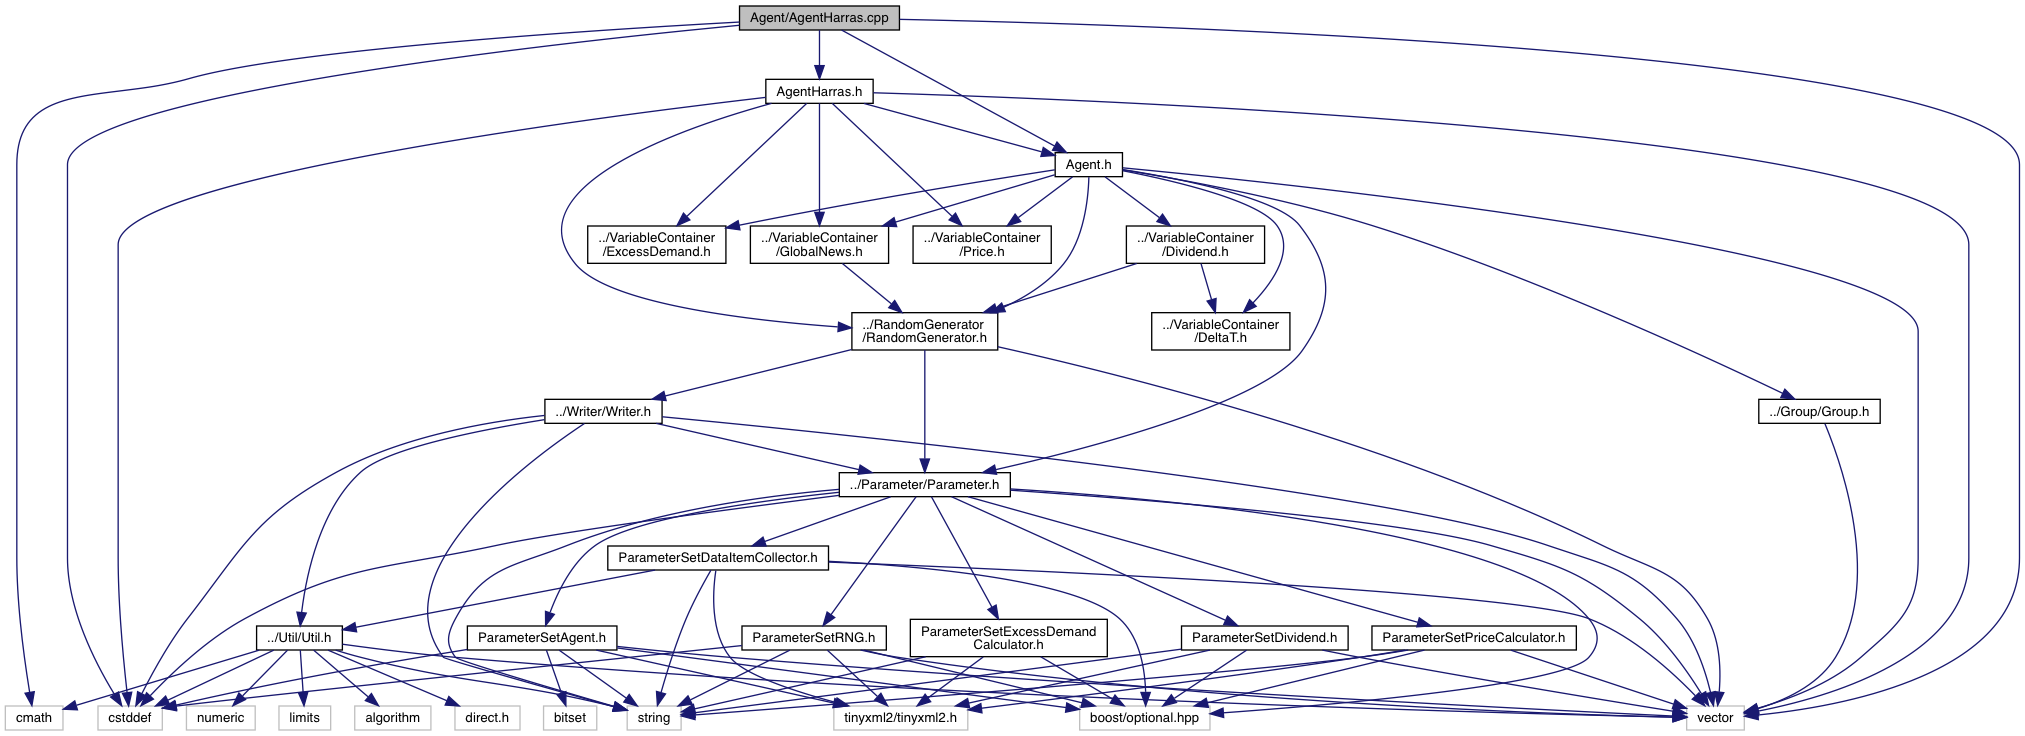 Agent/AgentHarras.cpp
AgentHarras.h
Agent.h
../VariableContainer
/ExcessDemand.h
../VariableContainer
/GlobalNews.h
../VariableContainer
/Price.h
../VariableContainer
/Dividend.h
../RandomGenerator
/RandomGenerator.h
../VariableContainer
/DeltaT.h
../Writer/Writer.h
../Group/Group.h
../Parameter/Parameter.h
ParameterSetDataItemCollector.h
../Util/Util.h
ParameterSetAgent.h
ParameterSetRNG.h
ParameterSetExcessDemand
Calculator.h
ParameterSetDividend.h
ParameterSetPriceCalculator.h
cmath
cstddef
numeric
limits
algorithm
direct.h
bitset
string
tinyxml2/tinyxml2.h
boost/optional.hpp
vector